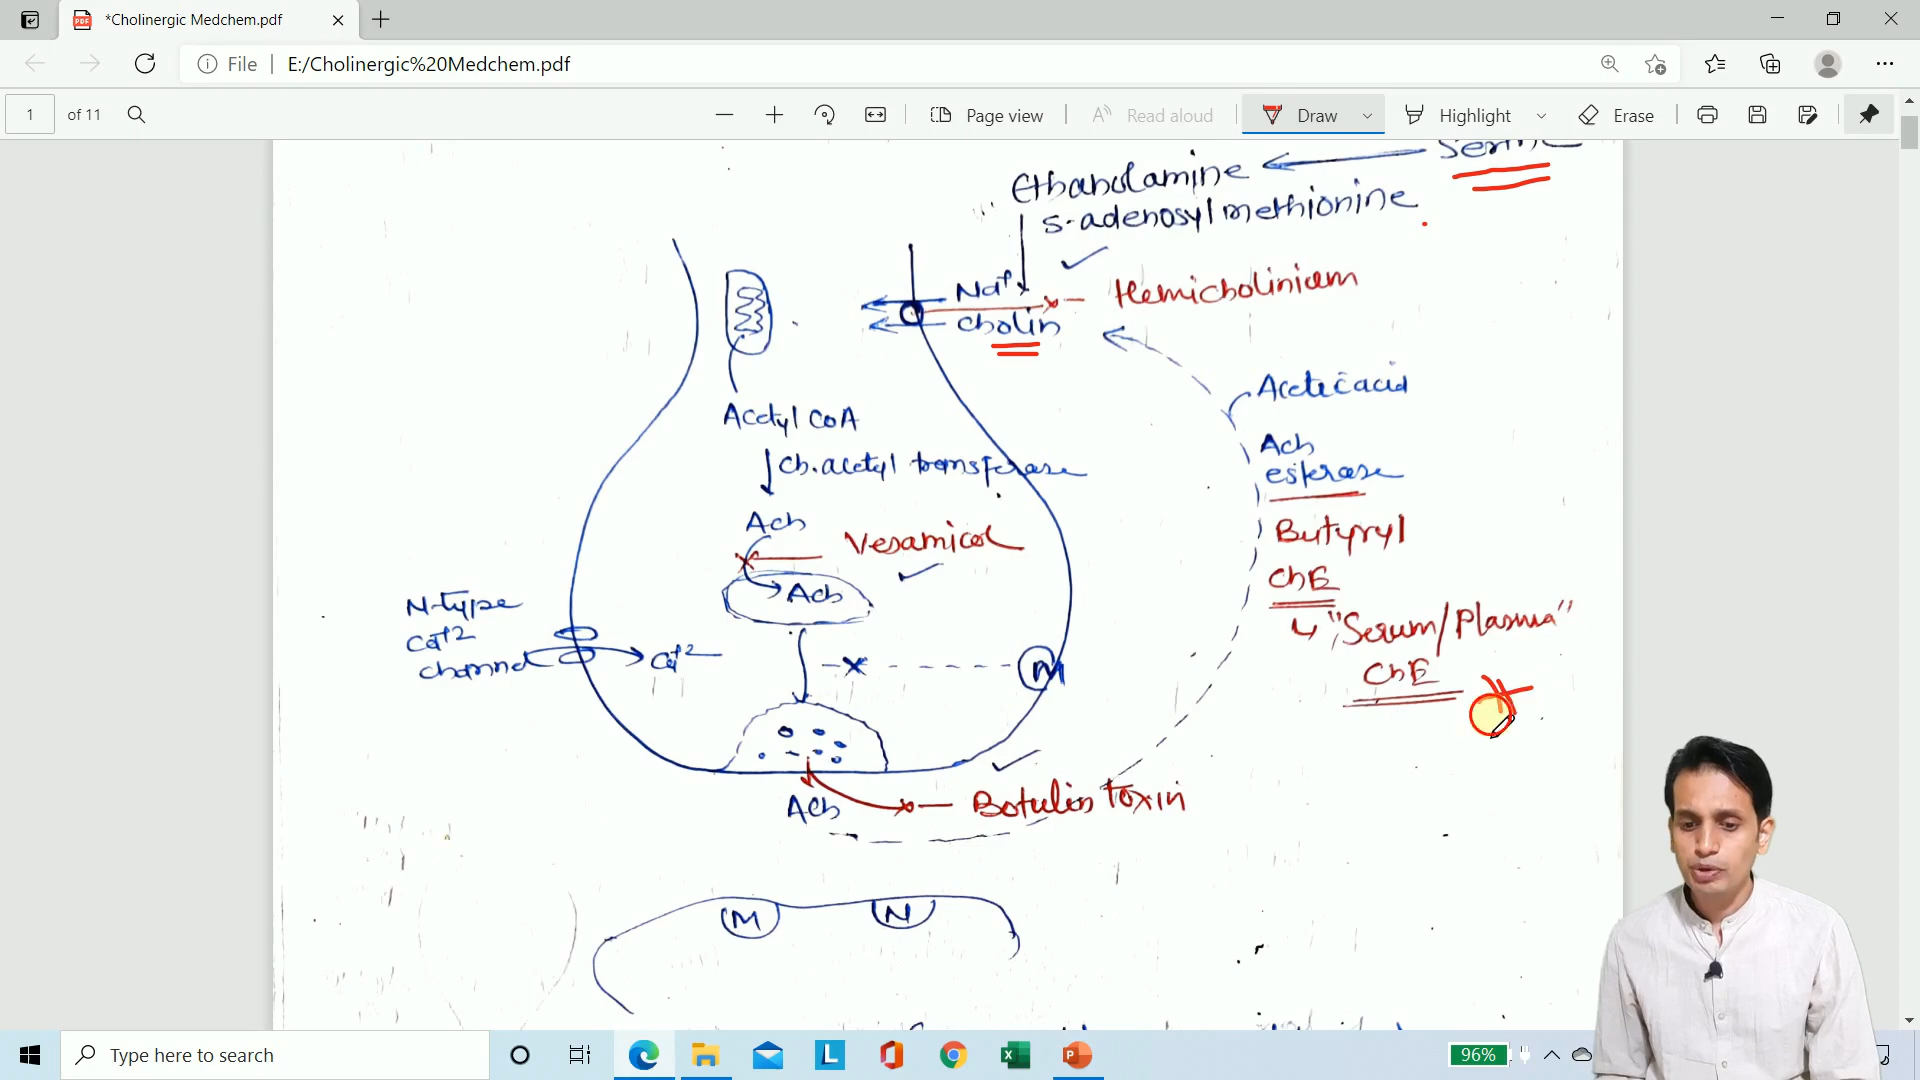 *Cholinergic Medchem.pdf
File
E:/Cholinergic%20Medchem.pdf
1 of 11
Page view
Read aloud
Draw
Highlight
Erase
Serine
Ethanolamine
S-adenosyl methionine
Na+
Hemicholinium
cholin
Acetic acid
Acetyl CoA
Ach
esterase
Ch. acetyl transferase
Ach
Vesamicol
Butyryl
ChE
Ach
N-type
Ca+2
channel
Ca+2
"Serum/Plasma"
ChE
M
Ach
Botulin toxin
M
N
Type here to search
96%